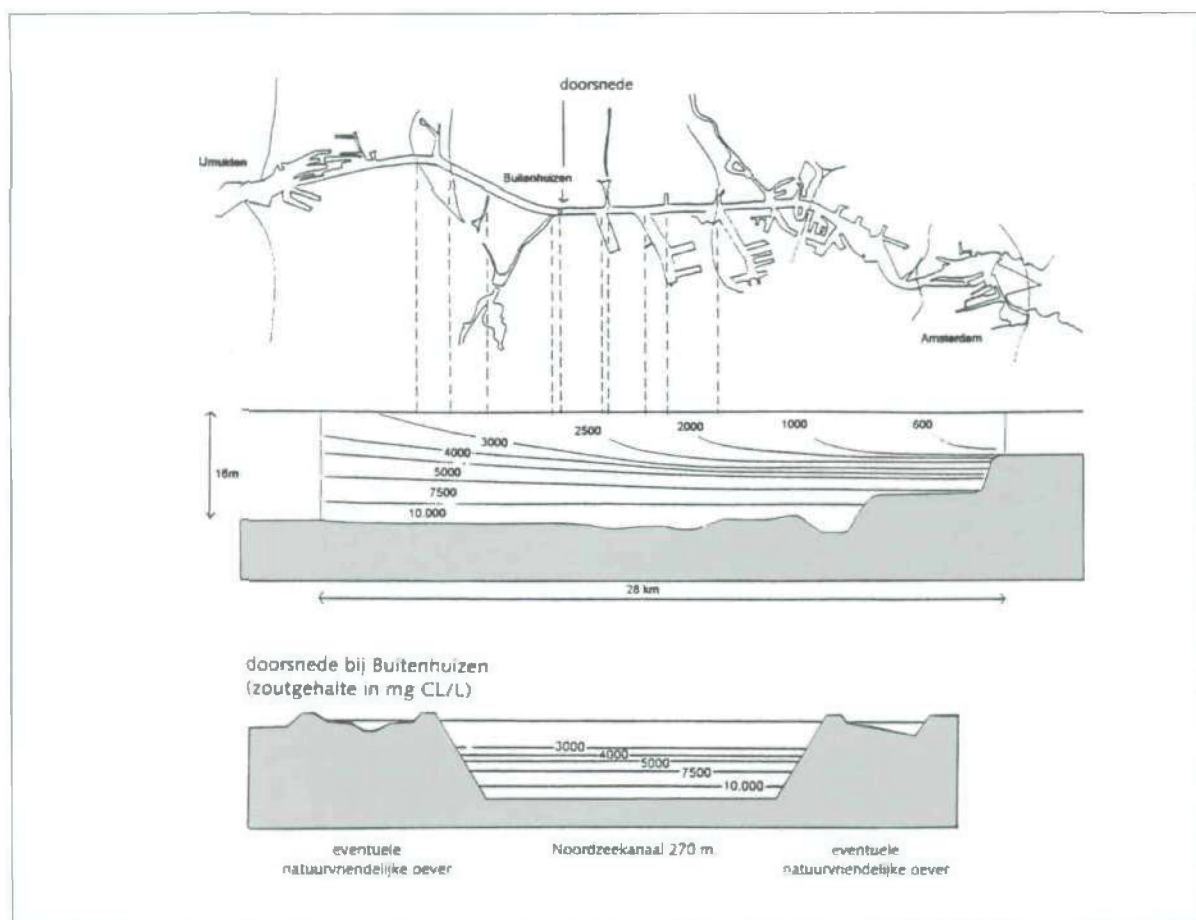 doorsnede
IJmuiden
Buitenhuizen
Amsterdam
16m
3000
2500
2000
1000
600
4000
5000
7500
10.000
28 km
doorsnede bij Buitenhuizen
(zoutgehalte in mg CL/L)
3000
4000
5000
7500
10.000
eventuele
natuurvriendelijke oever
Noordzeekanaal 270 m
eventuele
natuurvriendelijke oever